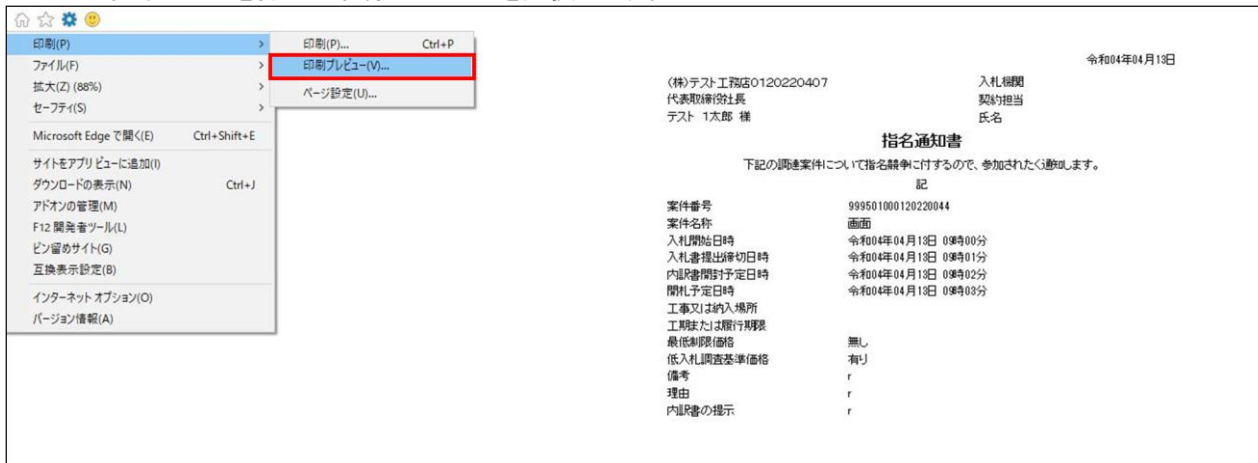 印刷(P) >
ファイル(F) >
拡大(Z) (88%) >
セーフティ(S) >
Microsoft Edge で開く(E) Ctrl+Shift+E
サイトをアプリ ビューに追加(I)
ダウンロードの表示(N) Ctrl+J
アドオンの管理(M)
F12 開発者ツール(L)
ピン留めサイト(G)
互換表示設定(B)
インターネット オプション(O)
バージョン情報(A)
印刷(P)... Ctrl+P
印刷プレビュー(V)...
ページ設定(U)...
令和04年04月13日
(株)テスト工務店0120220407 入札機関
代表取締役社長 契約担当
テスト 1太郎 様 氏名
指名通知書
下記の調達案件について指名競争に付するので、参加されたく通知します。
記
案件番号 999501000120220044
案件名称 画面
入札開始日時 令和04年04月13日 09時00分
入札書提出締切日時 令和04年04月13日 09時01分
内訳書開封予定日時 令和04年04月13日 09時02分
開札予定日時 令和04年04月13日 09時03分
工事又は納入場所
工期または履行期限
最低制限価格 無し
低入札調査基準価格 有り
備考 r
理由 r
内訳書の提示 r